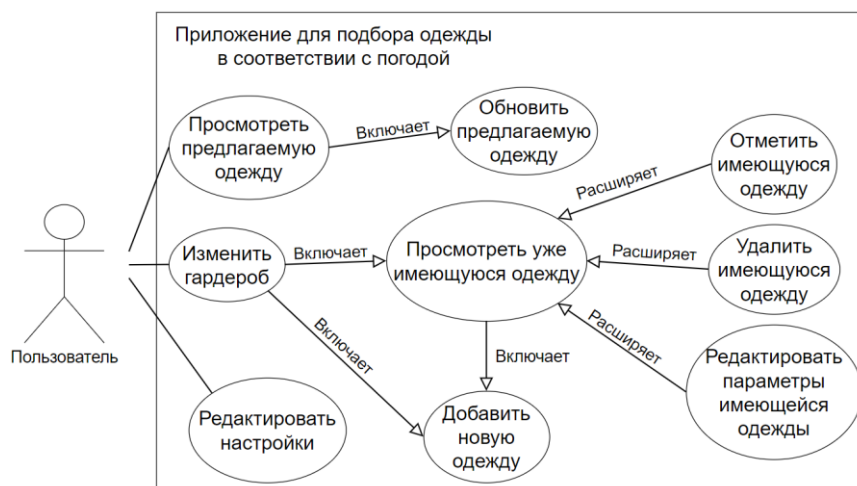 Приложение для подбора одежды
в соответствии с погодой
Просмотреть
предлагаемую
одежду
Включает
Обновить
предлагаемую
одежду
Отметить
имеющуюся
одежду
Расширяет
Пользователь
Изменить
гардероб
Включает
Просмотреть уже
имеющуюся одежду
Расширяет
Удалить
имеющуюся
одежду
Включает
Включает
Расширяет
Редактировать
параметры
имеющейся
одежды
Редактировать
настройки
Добавить
новую
одежду